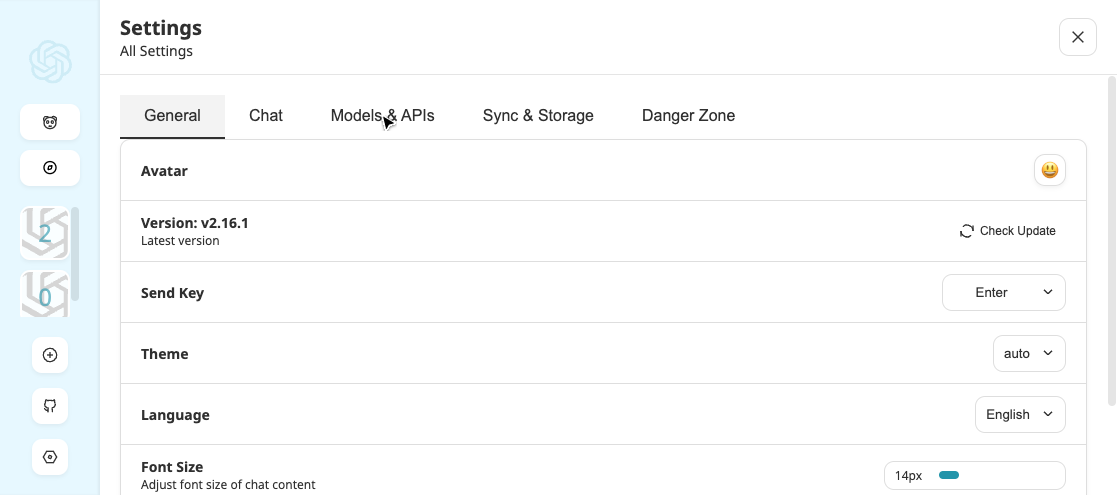 Settings
All Settings
General
Chat
Models & APIs
Sync & Storage
Danger Zone
Avatar
Version: v2.16.1
Latest version
Check Update
Send Key
Enter
Theme
auto
Language
English
Font Size
Adjust font size of chat content
14px
2
0